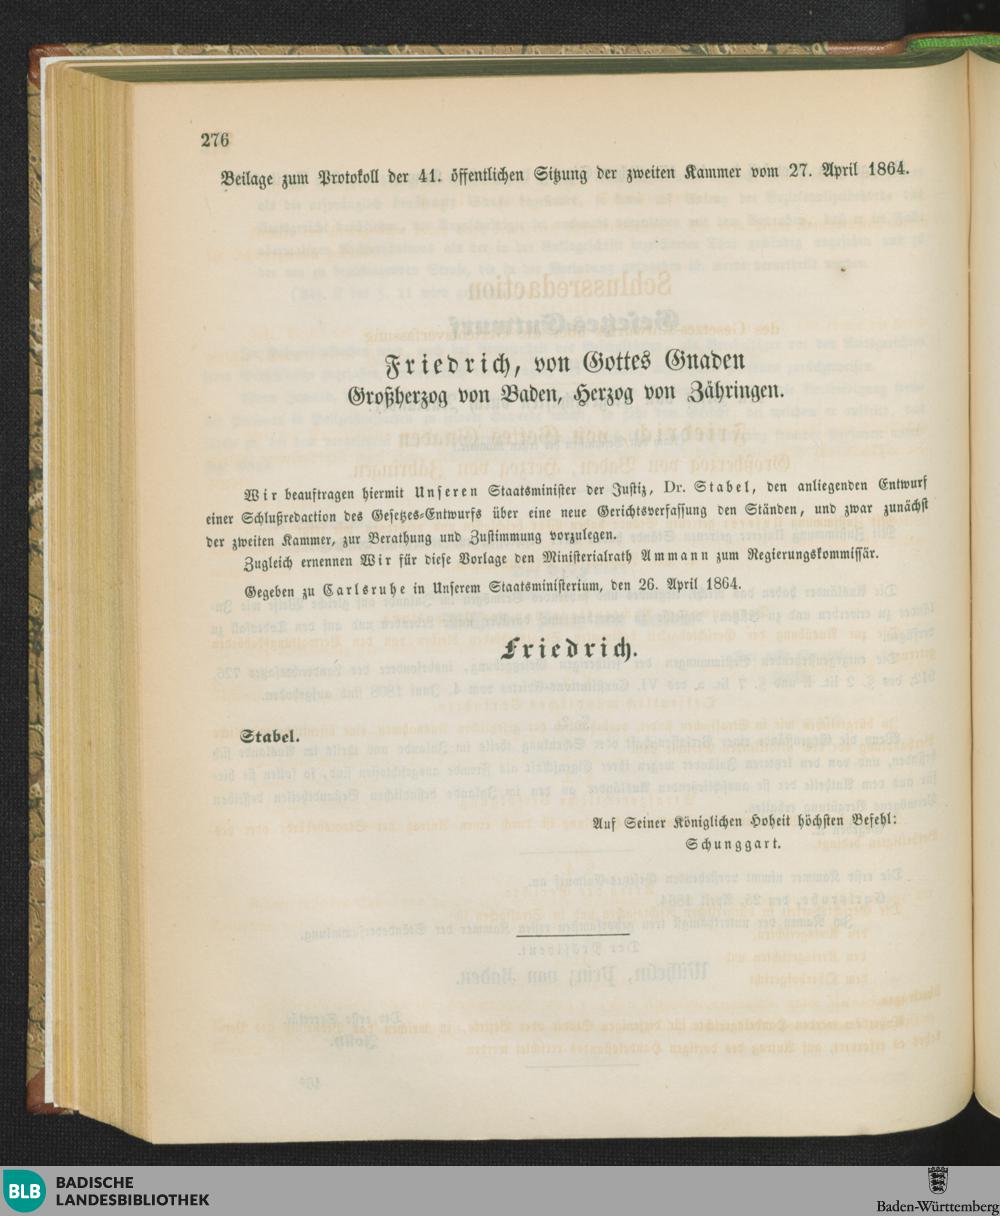 276
Beilage zum Protokoll der 41. öffentlichen Sitzung der zweiten Kammer vom 27. April 1864.
Friedrich, von Gottes Gnaden
Großherzog von Baden, Herzog von Zähringen.
Wir beauftragen hiermit Unseren Staatsminister der Justiz, Dr. Stabel, den anliegenden Entwurf
einer Schlußredaction des Gesetzes-Entwurfs über eine neue Gerichtsverfassung den Ständen, und zwar zunächst
der zweiten Kammer, zur Berathung und Zustimmung vorzulegen.
Zugleich ernennen Wir für diese Vorlage den Ministerialrath Ammann zum Regierungskommissär.
Gegeben zu Carlsruhe in Unserem Staatsministerium, den 26. April 1864.
Friedrich.
Stabel.
Auf Seiner Königlichen Hoheit höchsten Befehl:
Schunggart.
BLB BADISCHE
LANDESBIBLIOTHEK
Baden-Württemberg